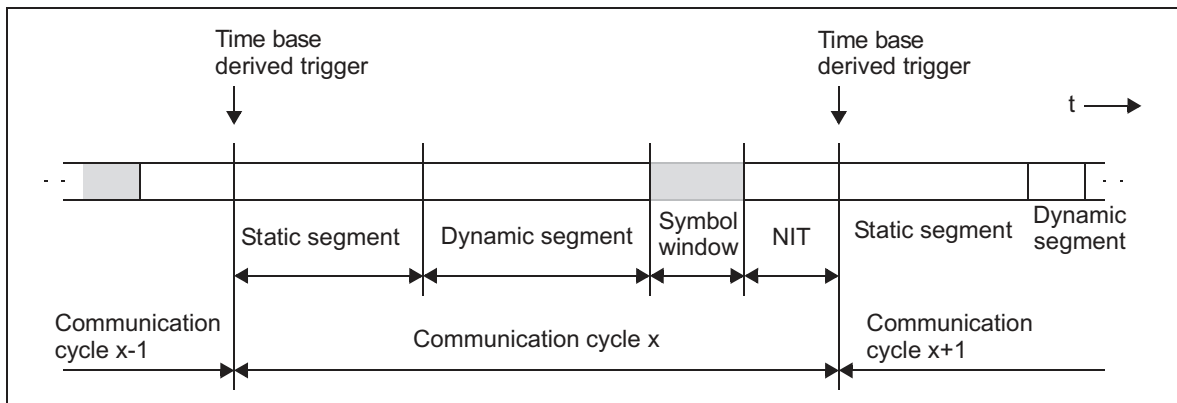 Time base
derived trigger
Time base
derived trigger
t
Static segment
Dynamic segment
Symbol
window
NIT
Static segment
Dynamic
segment
Communication
cycle x-1
Communication cycle x
Communication
cycle x+1